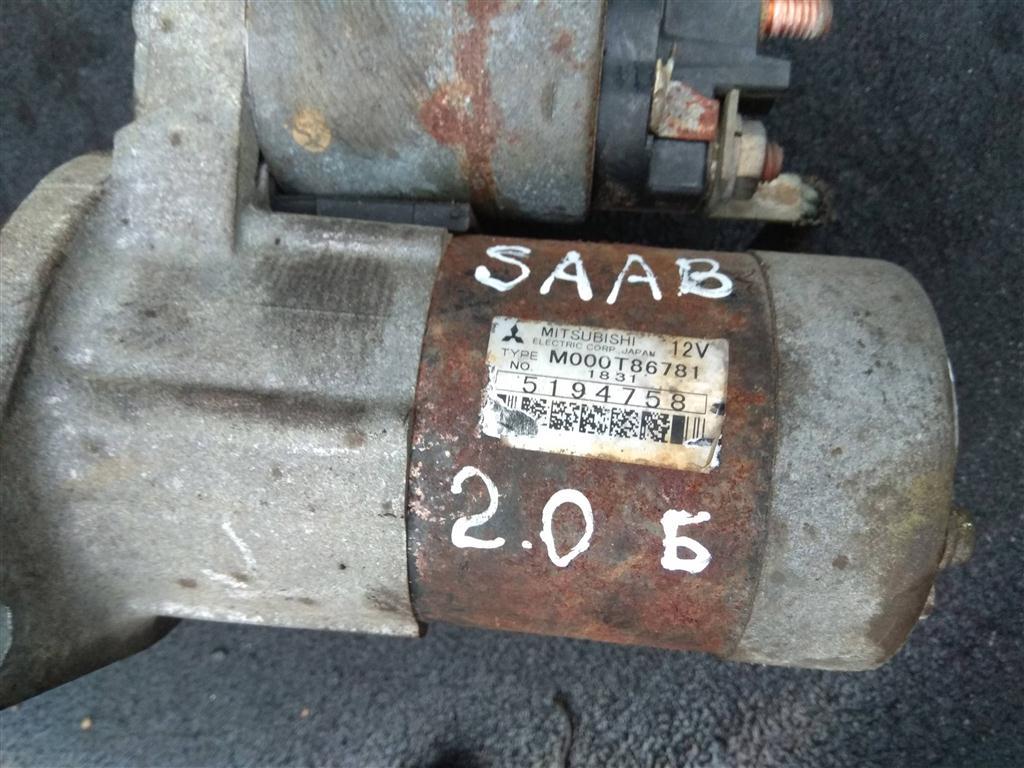 SAAB
MITSUBISHI 12V
ELECTRIC CORP. JAPAN
TYPE M000T86781
NO. 1831
5194758
2.0 Б